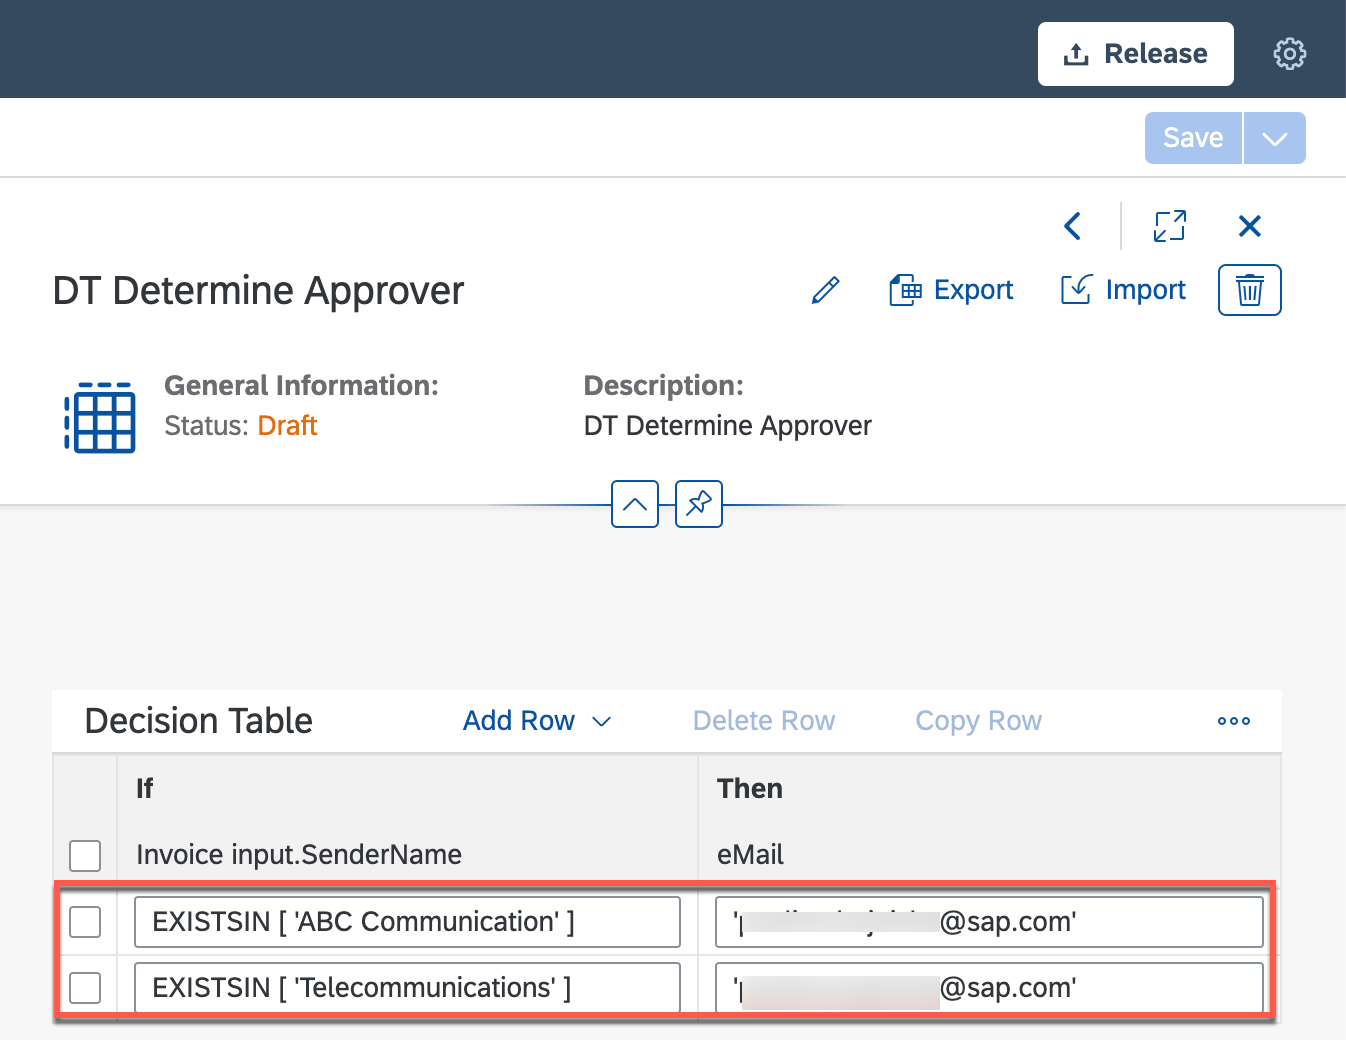 Release
Save
DT Determine Approver
Export
Import
General Information:
Description:
Status: Draft
DT Determine Approver
Decision Table
Add Row
Delete Row
Copy Row
If
Then
Invoice input.SenderName
eMail
EXISTSIN [ 'ABC Communication' ]
@sap.com'
EXISTSIN [ 'Telecommunications' ]
@sap.com'